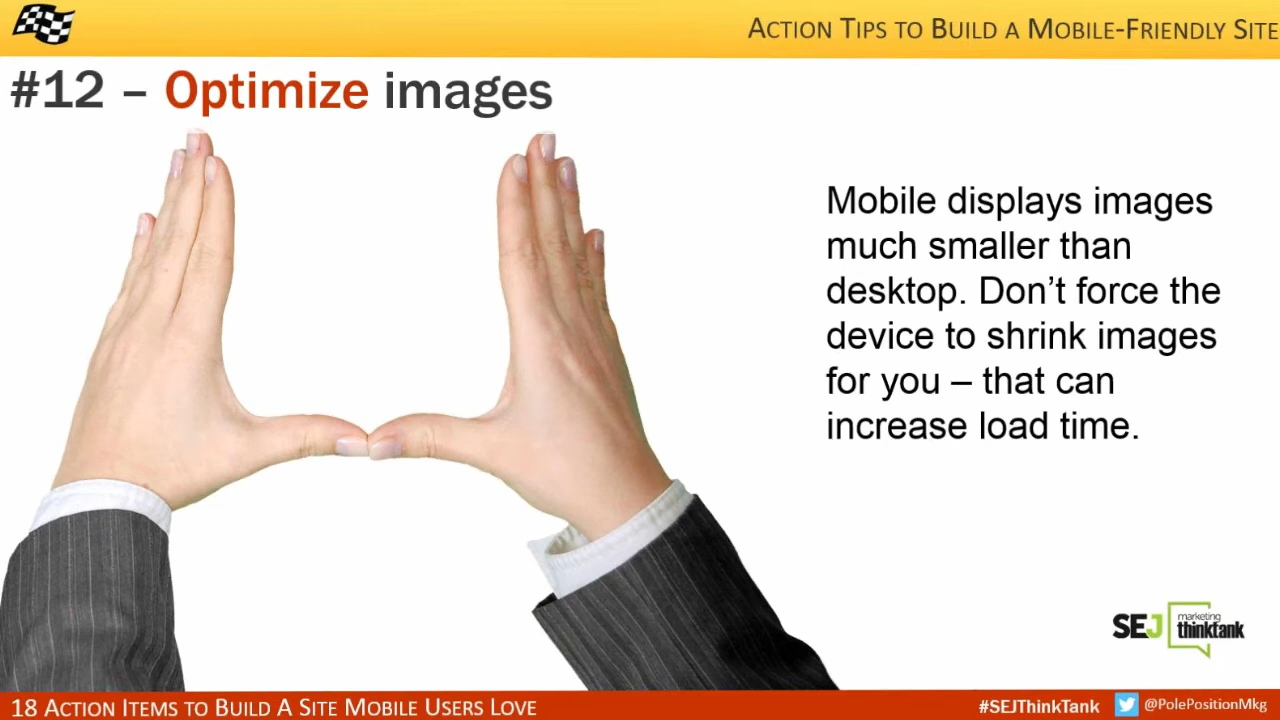 ACTION TIPS TO BUILD A MOBILE-FRIENDLY SITE
#12 – Optimize images
Mobile displays images
much smaller than
desktop. Don’t force the
device to shrink images
for you – that can
increase load time.
SEJ marketing
thinktank
18 ACTION ITEMS TO BUILD A SITE MOBILE USERS LOVE
#SEJThinkTank
@PolePositionMkg